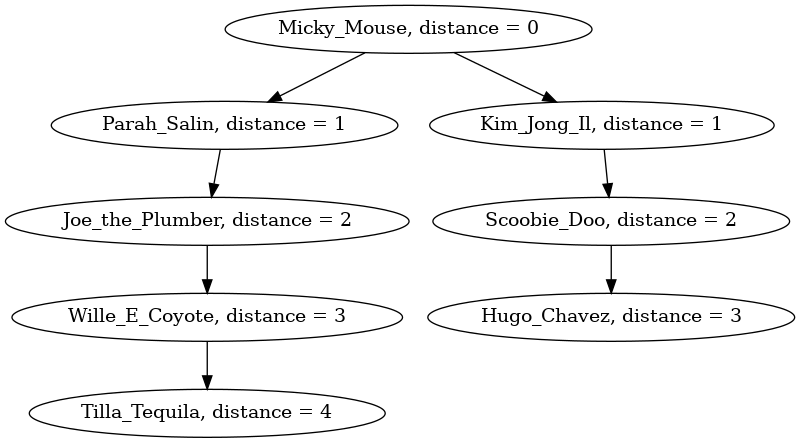 Micky_Mouse, distance = 0
Parah_Salin, distance = 1
Kim_Jong_Il, distance = 1
Joe_the_Plumber, distance = 2
Scoobie_Doo, distance = 2
Wille_E_Coyote, distance = 3
Hugo_Chavez, distance = 3
Tilla_Tequila, distance = 4